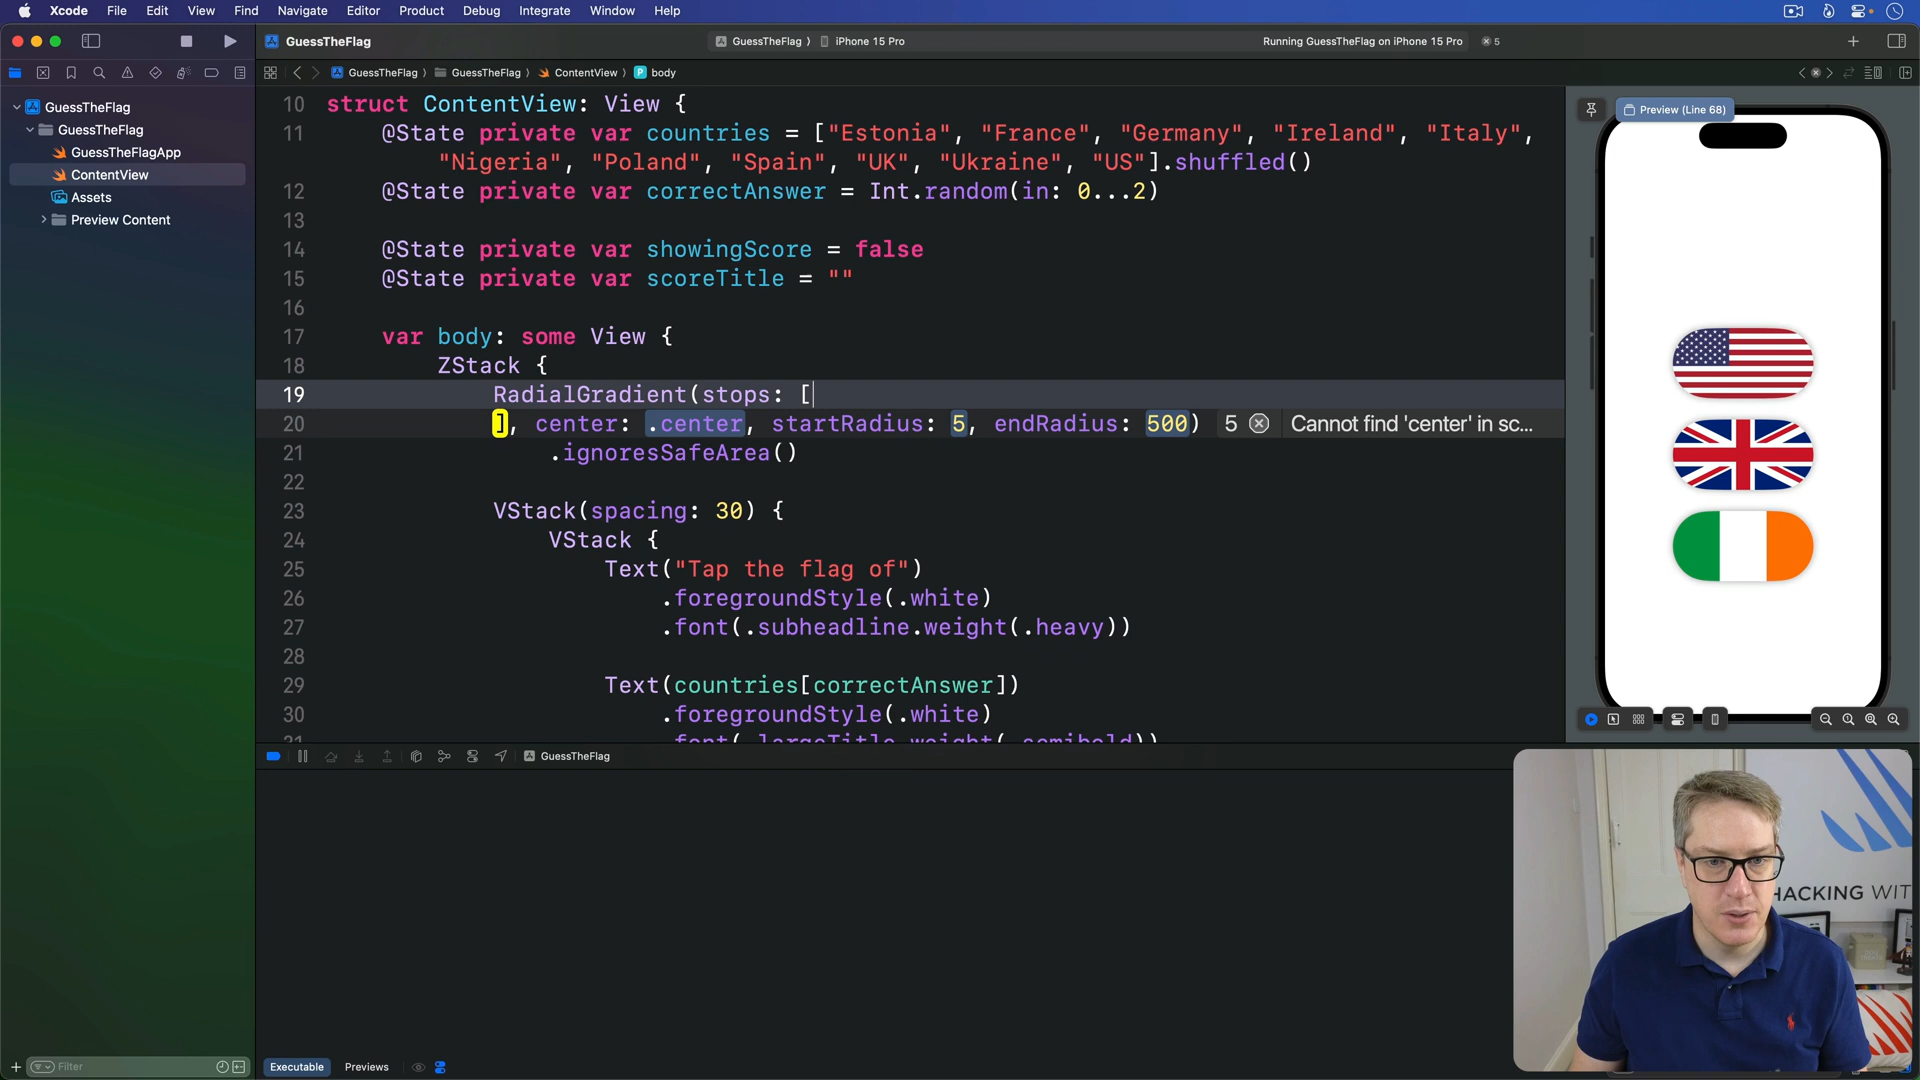 Xcode File Edit View Find Navigate Editor Product Debug Integrate Window Help
GuessTheFlag
GuessTheFlag 〉 iPhone 15 Pro
Running GuessTheFlag on iPhone 15 Pro
5
GuessTheFlag 〉 GuessTheFlag 〉 ContentView 〉 P body
GuessTheFlag
GuessTheFlag
GuessTheFlagApp
ContentView
Assets
Preview Content
10 struct ContentView: View {
11 @State private var countries = ["Estonia", "France", "Germany", "Ireland", "Italy",
"Nigeria", "Poland", "Spain", "UK", "Ukraine", "US"].shuffled()
12 @State private var correctAnswer = Int.random(in: 0...2)
13
14 @State private var showingScore = false
15 @State private var scoreTitle = ""
16
17 var body: some View {
18 ZStack {
19 RadialGradient(stops: [
20 ], center: .center, startRadius: 5, endRadius: 500) 5 Cannot find 'center' in sc...
21 .ignoresSafeArea()
22
23 VStack(spacing: 30) {
24 VStack {
25 Text("Tap the flag of")
26 .foregroundStyle(.white)
27 .font(.subheadline.weight(.heavy))
28
29 Text(countries[correctAnswer])
30 .foregroundStyle(.white)
31 .font(.largeTitle.weight(.semibold))
Preview (Line 68)
GuessTheFlag
HACKING WIT
Filter
Executable Previews